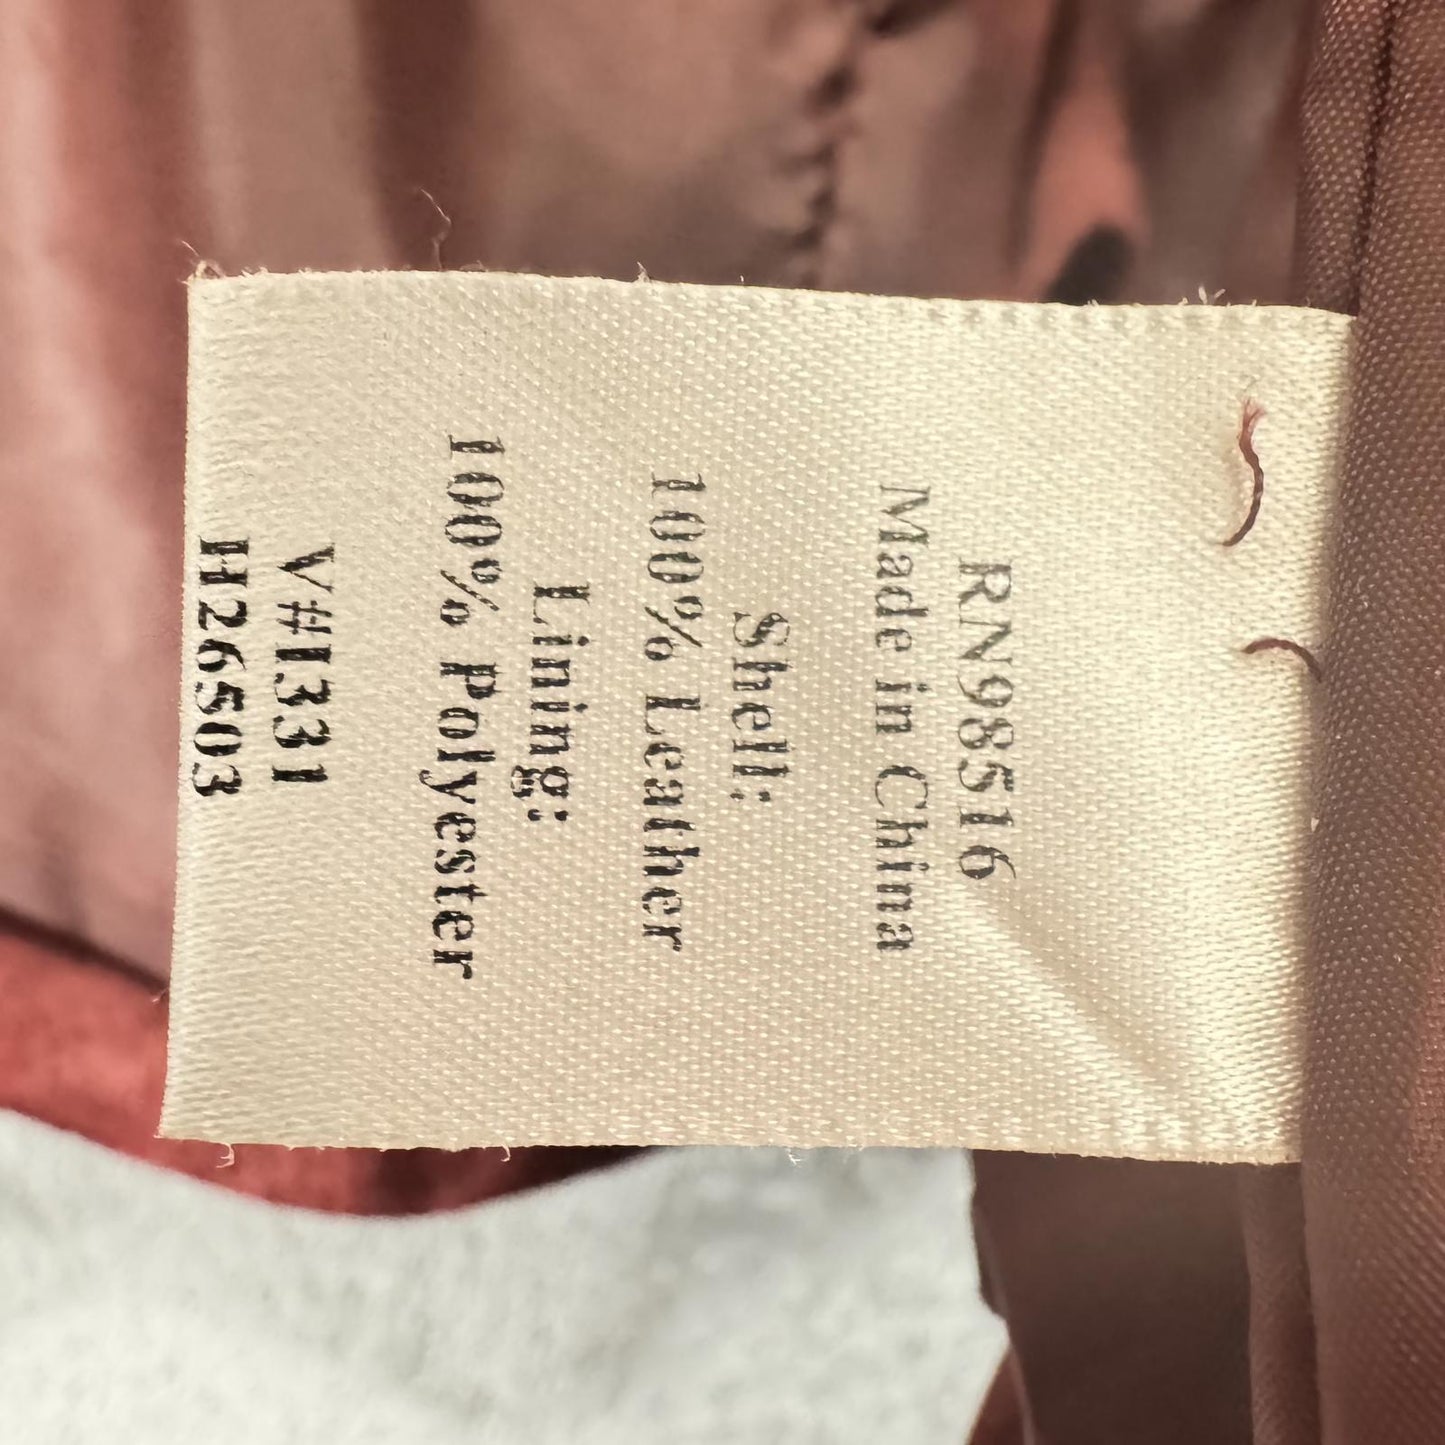 RN98516
Made in China
Shell:
100% Leather
Lining:
100% Polyester
V#1331
H26503